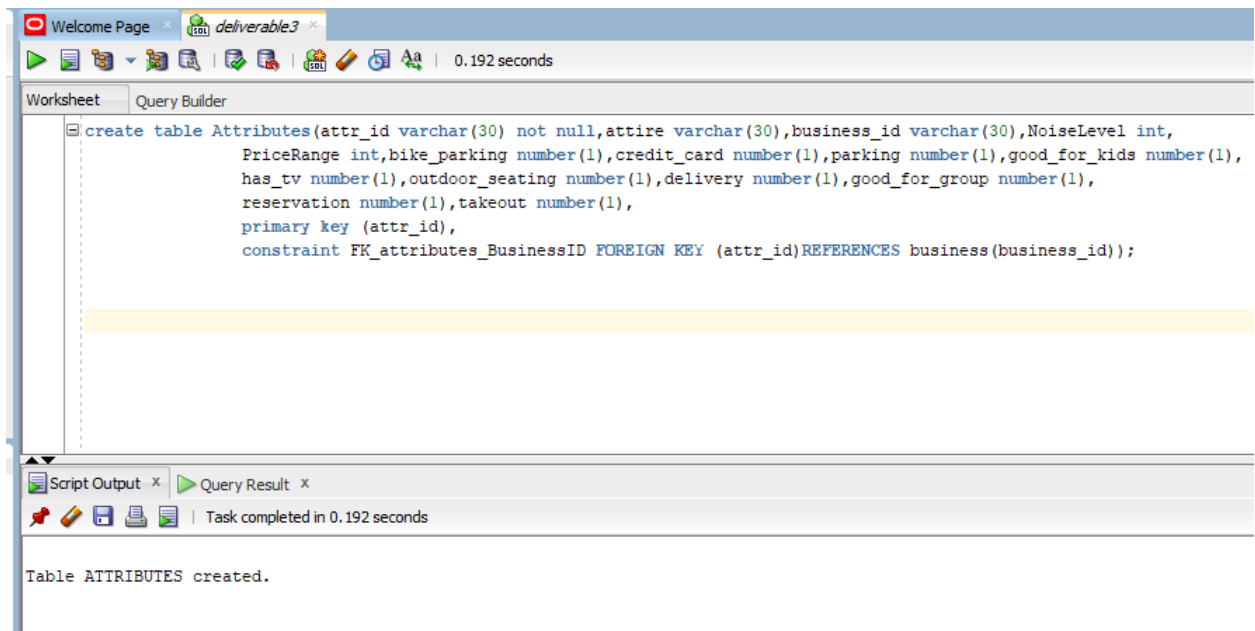 Welcome Page deliverable3
0.192 seconds
Worksheet Query Builder
create table Attributes(attr_id varchar(30) not null,attire varchar(30),business_id varchar(30),NoiseLevel int,
PriceRange int,bike_parking number(1),credit_card number(1),parking number(1),good_for_kids number(1),
has_tv number(1),outdoor_seating number(1),delivery number(1),good_for_group number(1),
reservation number(1),takeout number(1),
primary key (attr_id),
constraint FK_attributes_BusinessID FOREIGN KEY (attr_id)REFERENCES business(business_id));
Script Output x Query Result x
Task completed in 0.192 seconds
Table ATTRIBUTES created.